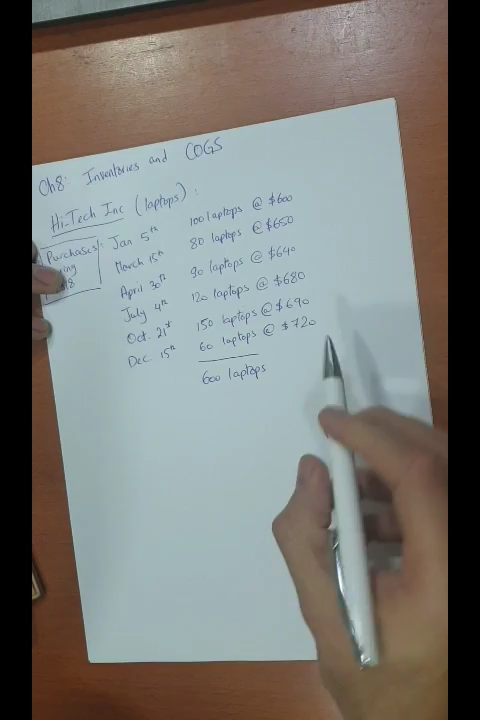 Ch8: Inventories and COGS
Hi-Tech Inc (laptops):
Purchases: Jan 5th 100 laptops @ $600
March 15th 80 laptops @ $650
April 30th 90 laptops @ $640
July 4th 120 laptops @ $680
Oct. 21st 150 laptops @ $690
Dec. 15th 60 laptops @ $720
600 laptops